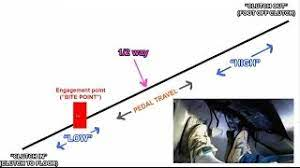 "CLUTCH OUT"
(FOOT OFF CLUTCH)
1/2 way
"HIGH"
Engagement point
("BITE POINT")
PEDAL TRAVEL
"LOW"
"CLUTCH IN"
(CLUTCH TO FLOOR)